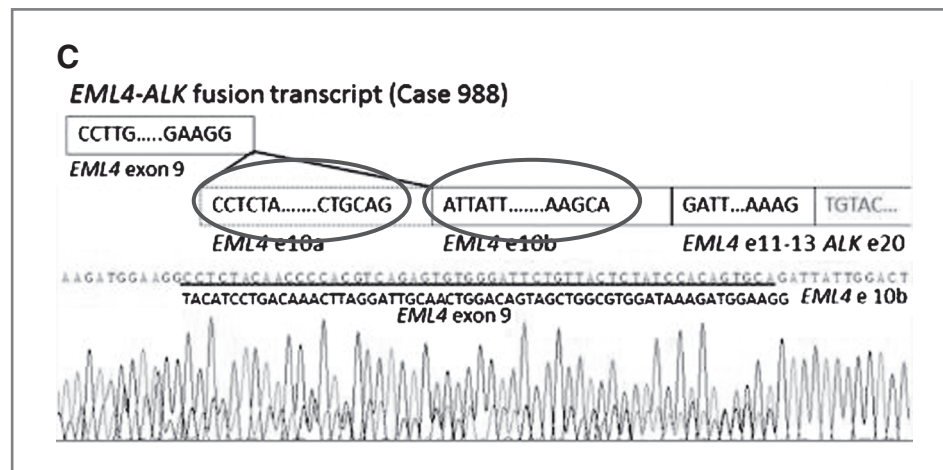 C
EML4-ALK fusion transcript (Case 988)
CCTTG.....GAAGG
EML4 exon 9
CCTCTA.......CTGCAG ATTATT.......AAGCA GATT...AAAG TGTAC...
EML4 e10a EML4 e10b EML4 e11-13 ALK e20
AAGATGGAAGGCCTCTACAACCCCACGTCAGAGTGTGGGATTCTGTTACTCTATCCACAGTGCAGATTATTGGACT
TACATCCTGACAAACTTAGGATTGCAACTGGACAGTAGCTGGCGTGGATAAAGATGGAAGG EML4 e 10b
EML4 exon 9